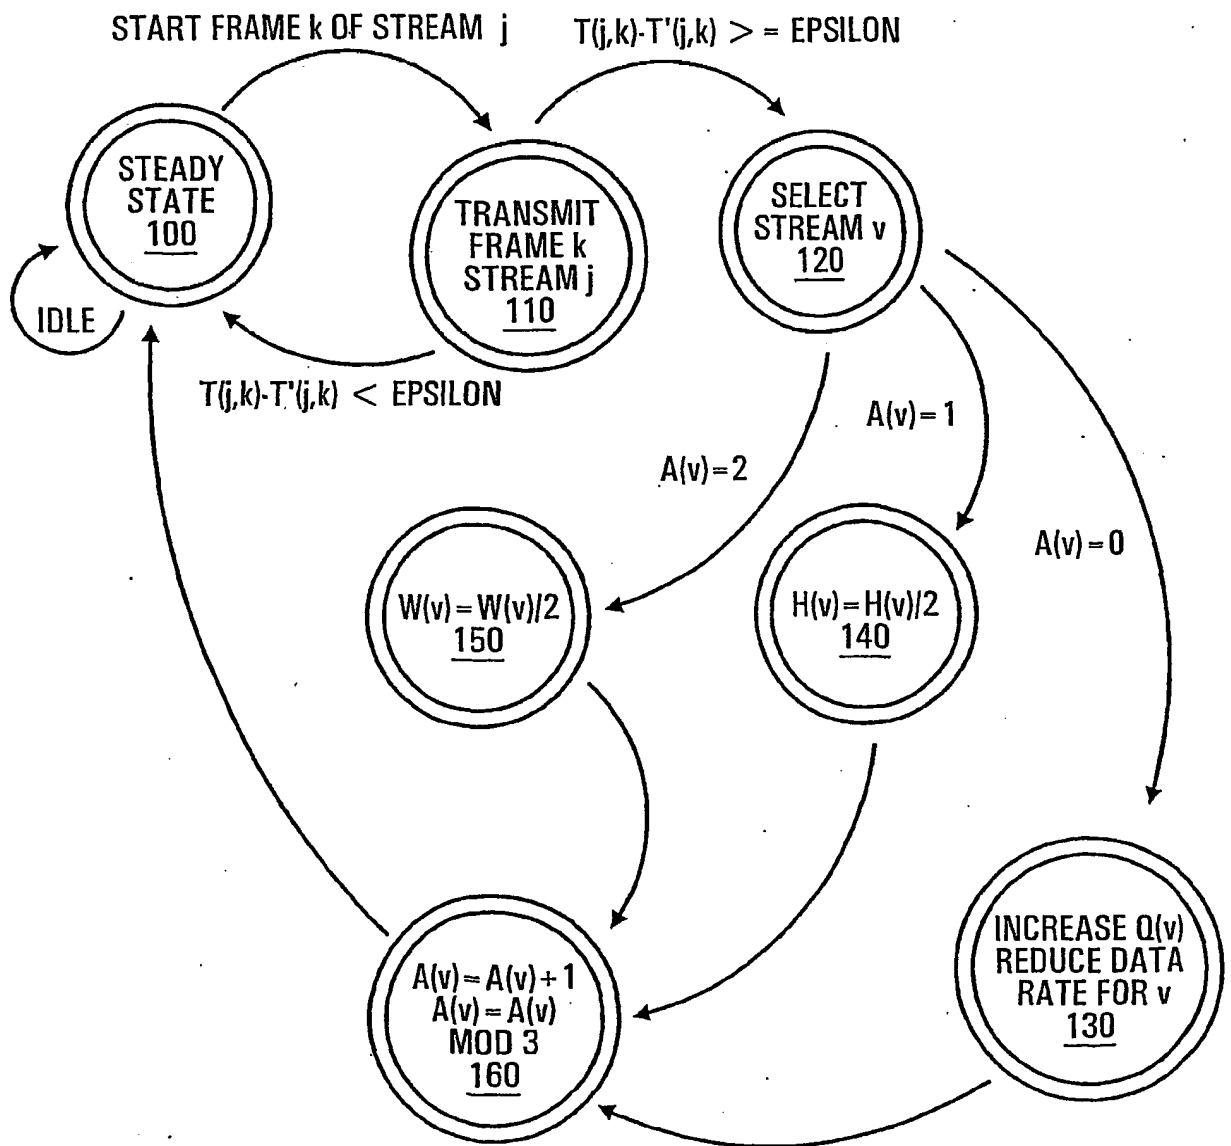 START FRAME k OF STREAM j
T(j,k)-T'(j,k) > = EPSILON
STEADY
STATE
100
TRANSMIT
FRAME k
STREAM j
110
SELECT
STREAM v
120
IDLE
T(j,k)-T'(j,k) < EPSILON
A(v)=1
A(v)=2
A(v)=0
W(v)=W(v)/2
150
H(v)=H(v)/2
140
A(v)=A(v)+1
A(v)=A(v)
MOD 3
160
INCREASE Q(v)
REDUCE DATA
RATE FOR v
130